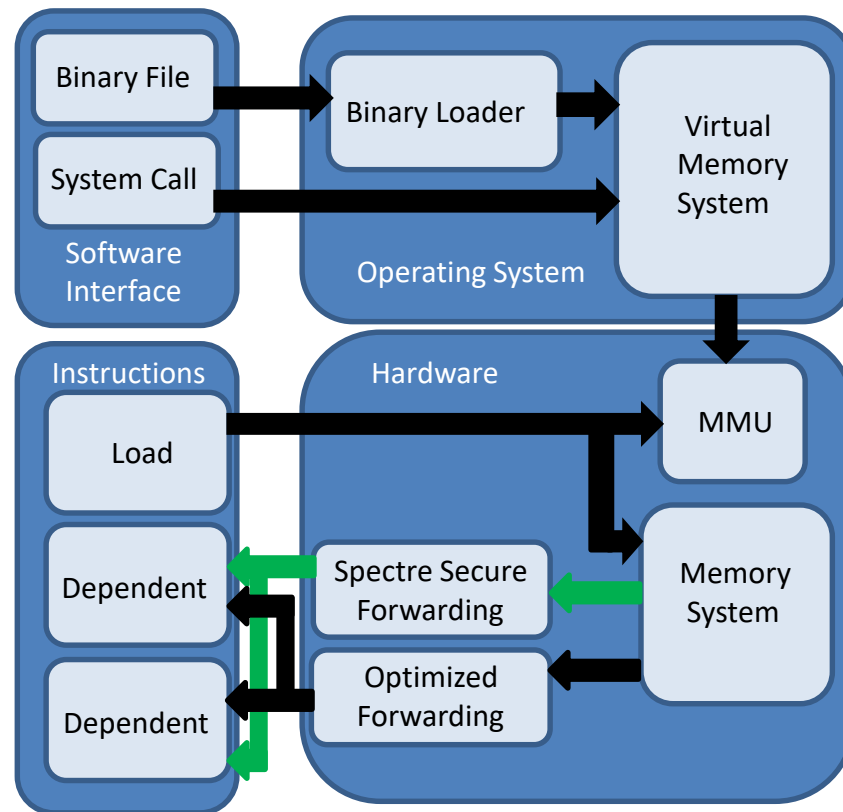 Binary File
System Call
Software
Interface
Binary Loader
Virtual
Memory
System
Operating System
Instructions
Load
Dependent
Dependent
Hardware
MMU
Spectre Secure
Forwarding
Memory
System
Optimized
Forwarding